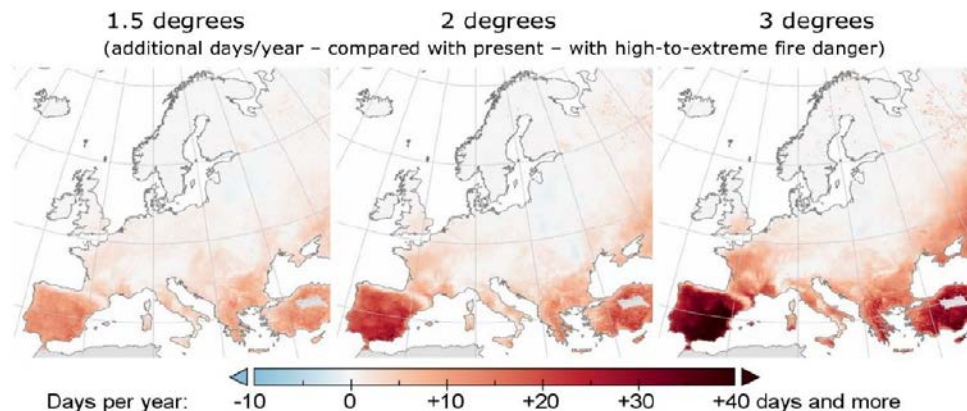 1.5 degrees 2 degrees 3 degrees
(additional days/year – compared with present – with high-to-extreme fire danger)
Days per year: -10 0 +10 +20 +30 +40 days and more